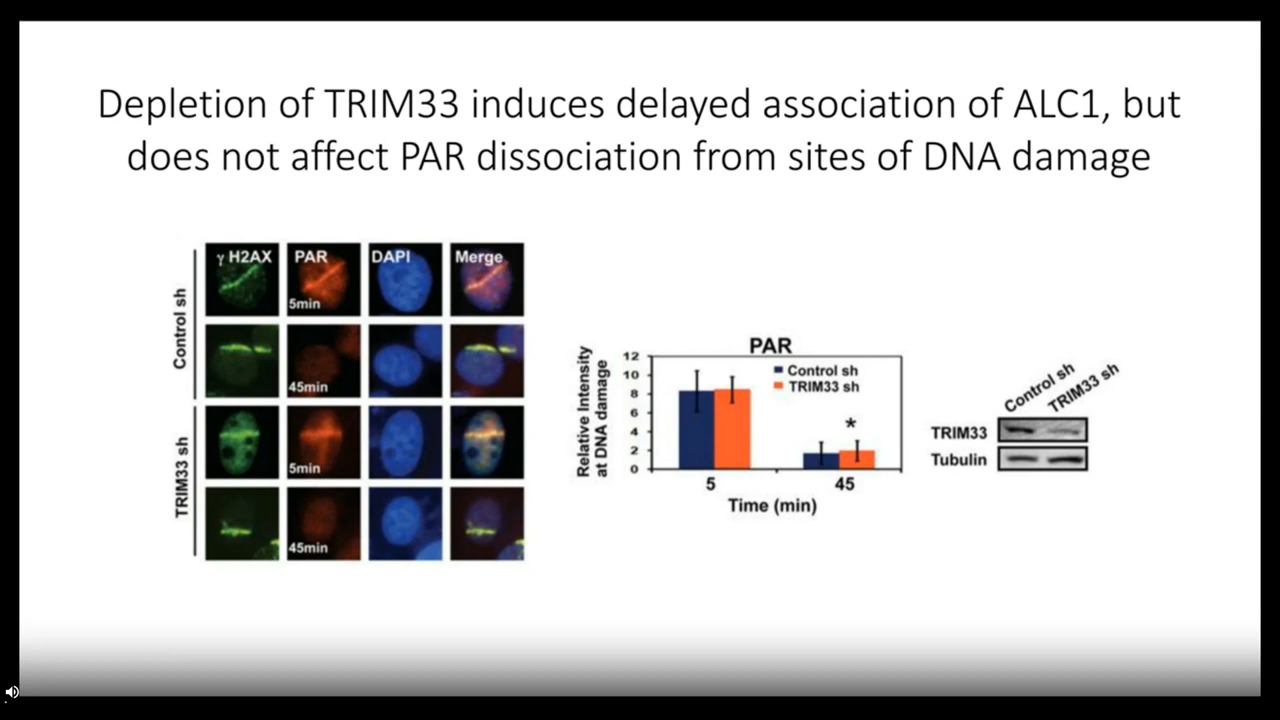 Depletion of TRIM33 induces delayed association of ALC1, but
does not affect PAR dissociation from sites of DNA damage
Control sh
TRIM33 sh
γ H2AX PAR DAPI Merge
5min
45min
5min
45min
PAR
Relative Intensity
at DNA damage
12
10
8
6
4
2
0
Control sh
TRIM33 sh
*
5 45
Time (min)
Control sh TRIM33 sh
TRIM33
Tubulin